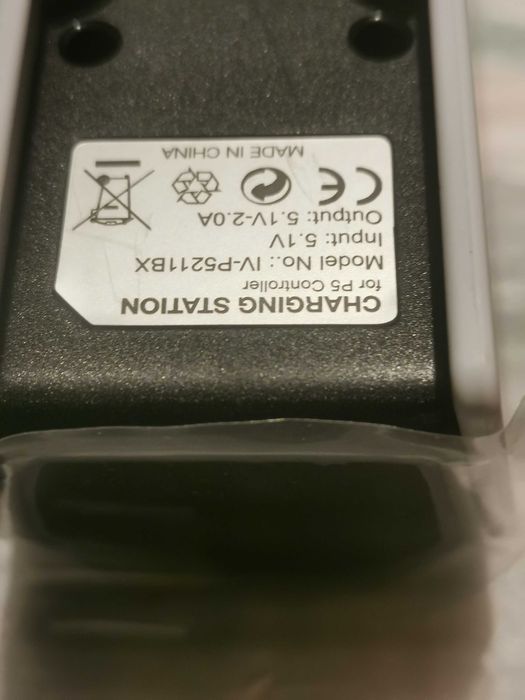 CHARGING STATION
for P5 Controller
Model No.: IV-P5211BX
Input: 5.1V
Output: 5.1V-2.0A
CE
MADE IN CHINA